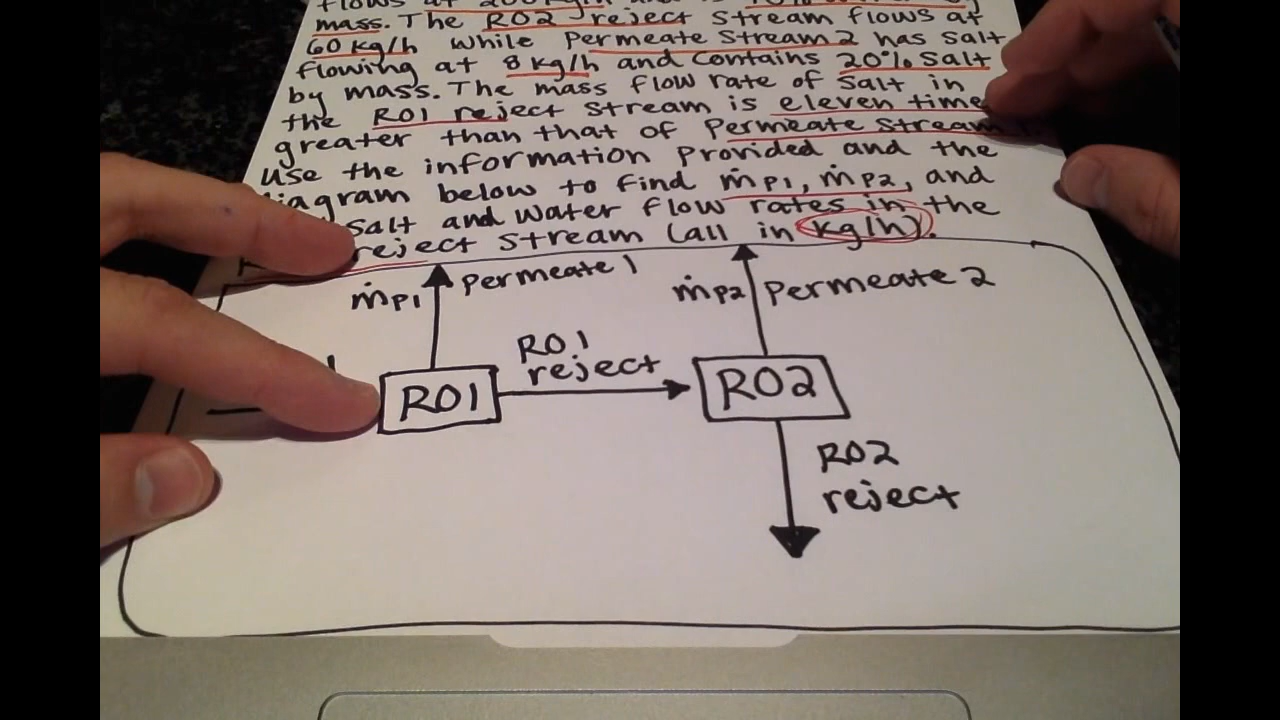 mass. The RO2 reject stream flows at
60 kg/h while Permeate Stream 2 has salt
flowing at 8 kg/h and contains 20% salt
by mass. The mass flow rate of salt in
the RO1 reject stream is eleven time
greater than that of Permeate Stream
use the information provided and the
diagram below to find ṁp1, ṁp2, and
salt and water flow rates in the
reject stream (all in kg/h).
ṁp1 permeate 1
ṁp2 permeate 2
RO1
reject
RO1
RO2
RO2
reject